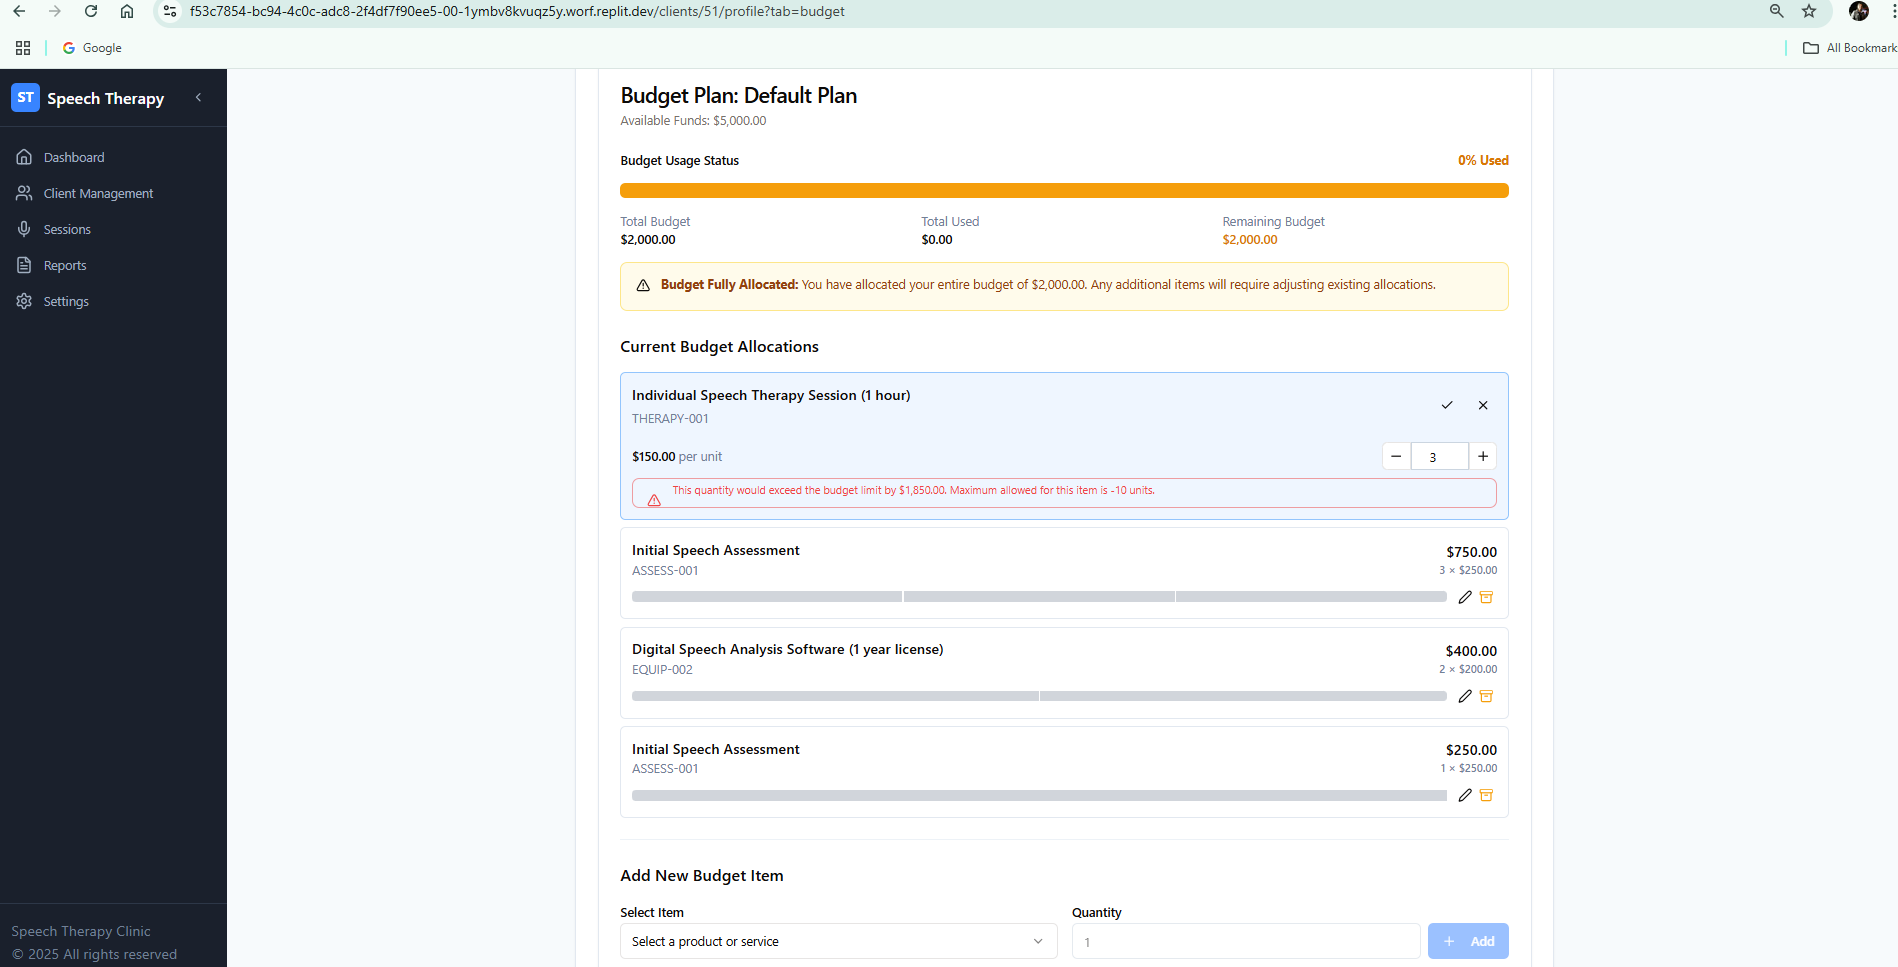 f53c7854-bc94-4c0c-adc8-2f4df7f90ee5-00-1ymbv8kvuqz5y.worf.replit.dev/clients/51/profile?tab=budget
Google
All Bookmark
ST Speech Therapy
Dashboard
Client Management
Sessions
Reports
Settings
Speech Therapy Clinic
© 2025 All rights reserved
Budget Plan: Default Plan
Available Funds: $5,000.00
Budget Usage Status 0% Used
Total Budget Total Used Remaining Budget
$2,000.00 $0.00 $2,000.00
Budget Fully Allocated: You have allocated your entire budget of $2,000.00. Any additional items will require adjusting existing allocations.
Current Budget Allocations
Individual Speech Therapy Session (1 hour)
THERAPY-001
$150.00 per unit 3
This quantity would exceed the budget limit by $1,850.00. Maximum allowed for this item is -10 units.
Initial Speech Assessment $750.00
ASSESS-001 3 × $250.00
Digital Speech Analysis Software (1 year license) $400.00
EQUIP-002 2 × $200.00
Initial Speech Assessment $250.00
ASSESS-001 1 × $250.00
Add New Budget Item
Select Item Quantity
Select a product or service 1 + Add